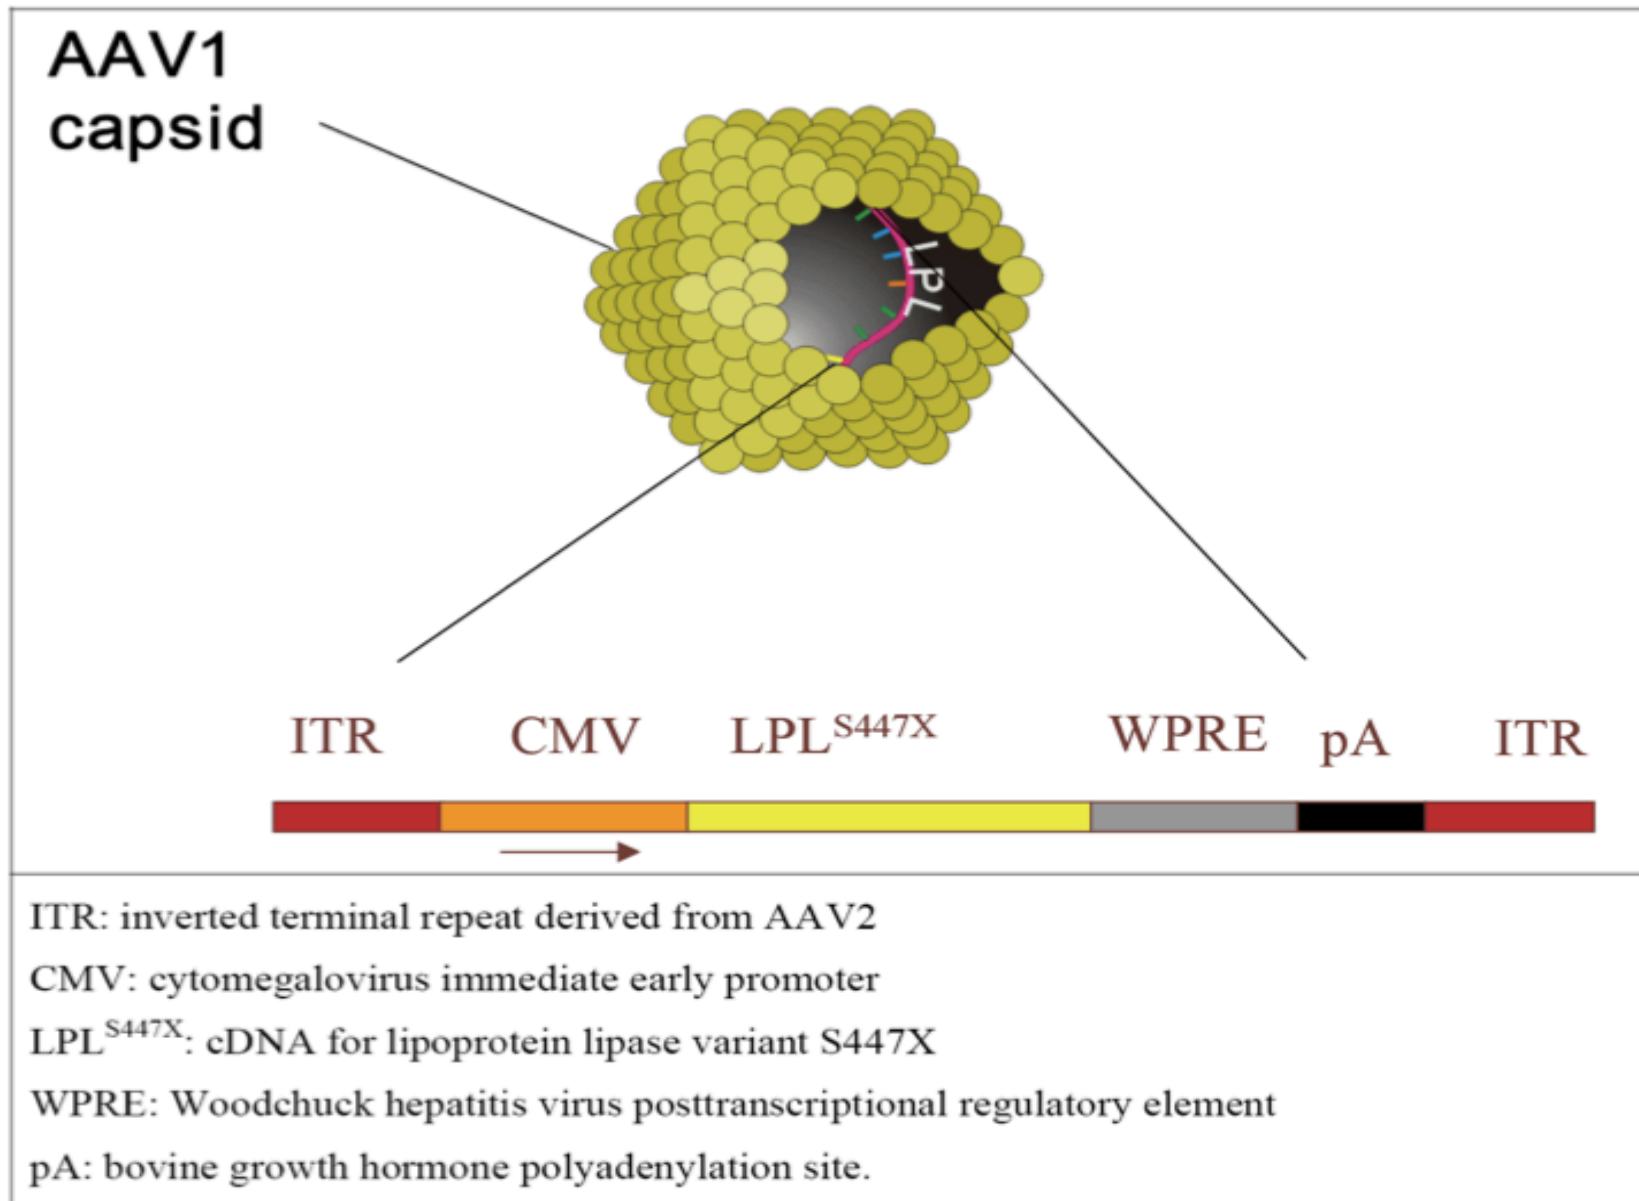 AAV1
capsid
LPL
ITR CMV LPL^S447X WPRE pA ITR
ITR: inverted terminal repeat derived from AAV2
CMV: cytomegalovirus immediate early promoter
LPL^S447X: cDNA for lipoprotein lipase variant S447X
WPRE: Woodchuck hepatitis virus posttranscriptional regulatory element
pA: bovine growth hormone polyadenylation site.